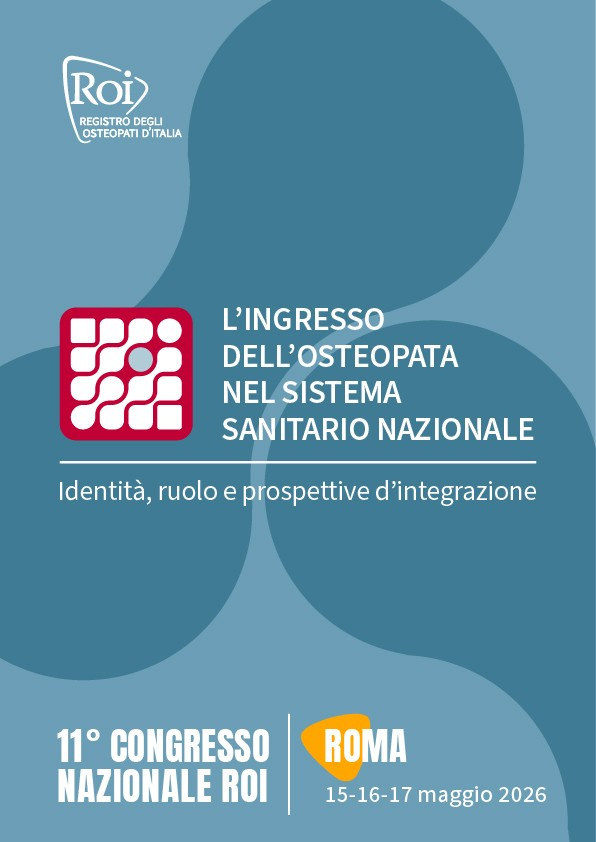 Roi
REGISTRO DEGLI
OSTEOPATI D'ITALIA
L'INGRESSO
DELL'OSTEOPATA
NEL SISTEMA
SANITARIO NAZIONALE
Identità, ruolo e prospettive d'integrazione
11° CONGRESSO
NAZIONALE ROI
ROMA
15-16-17 maggio 2026